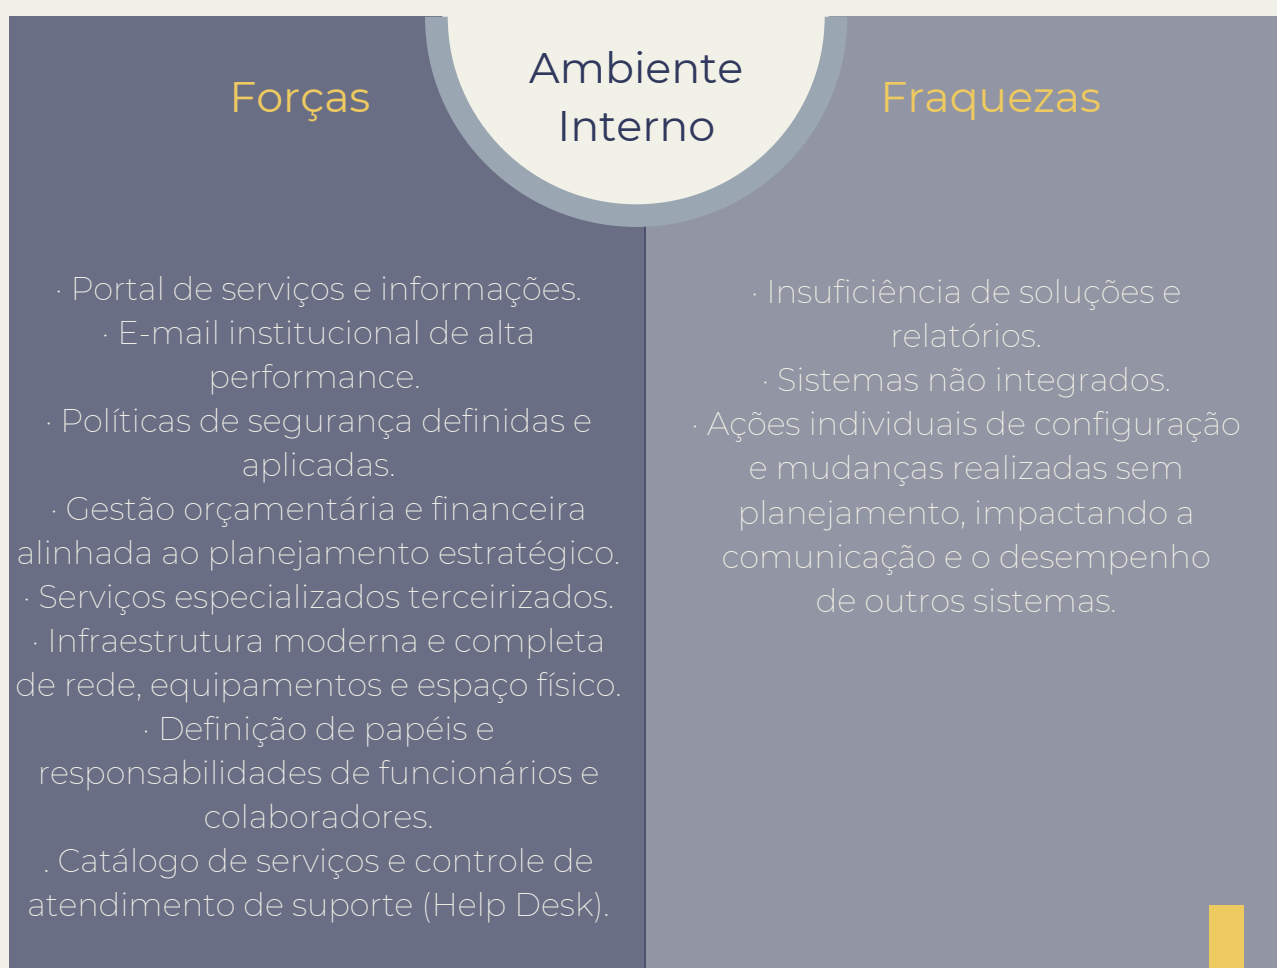 Ambiente
Interno
Forças
· Portal de serviços e informações.
· E-mail institucional de alta
performance.
· Políticas de segurança definidas e
aplicadas.
· Gestão orçamentária e financeira
alinhada ao planejamento estratégico.
· Serviços especializados terceirizados.
· Infraestrutura moderna e completa
de rede, equipamentos e espaço físico.
· Definição de papéis e
responsabilidades de funcionários e
colaboradores.
. Catálogo de serviços e controle de
atendimento de suporte (Help Desk).
Fraquezas
· Insuficiência de soluções e
relatórios.
· Sistemas não integrados.
· Ações individuais de configuração
e mudanças realizadas sem
planejamento, impactando a
comunicação e o desempenho
de outros sistemas.